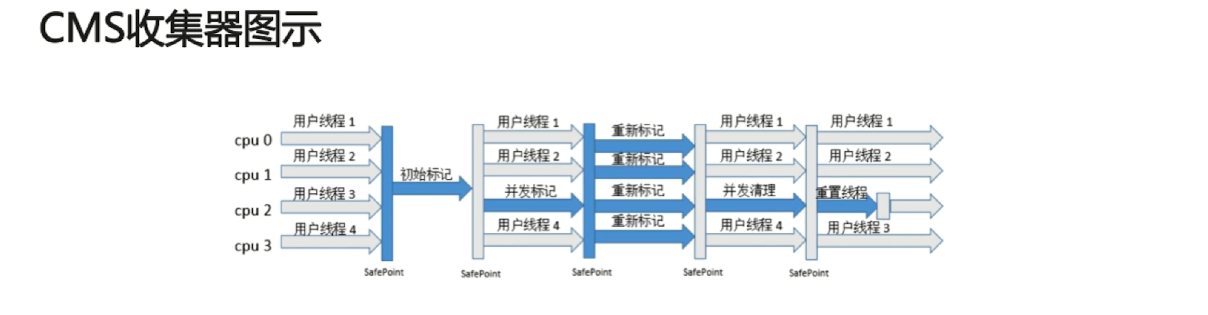 CMS收集器图示
用户线程 1 用户线程 1 重新标记 用户线程 1 用户线程 1
cpu 0
用户线程 2 用户线程 2 重新标记 用户线程 2 用户线程 2
cpu 1 初始标记
用户线程 3 并发标记 重新标记 并发清理 重置线程
cpu 2
用户线程 4 用户线程 4 重新标记 用户线程 4 用户线程 3
cpu 3
SafePoint SafePoint SafePoint SafePoint SafePoint